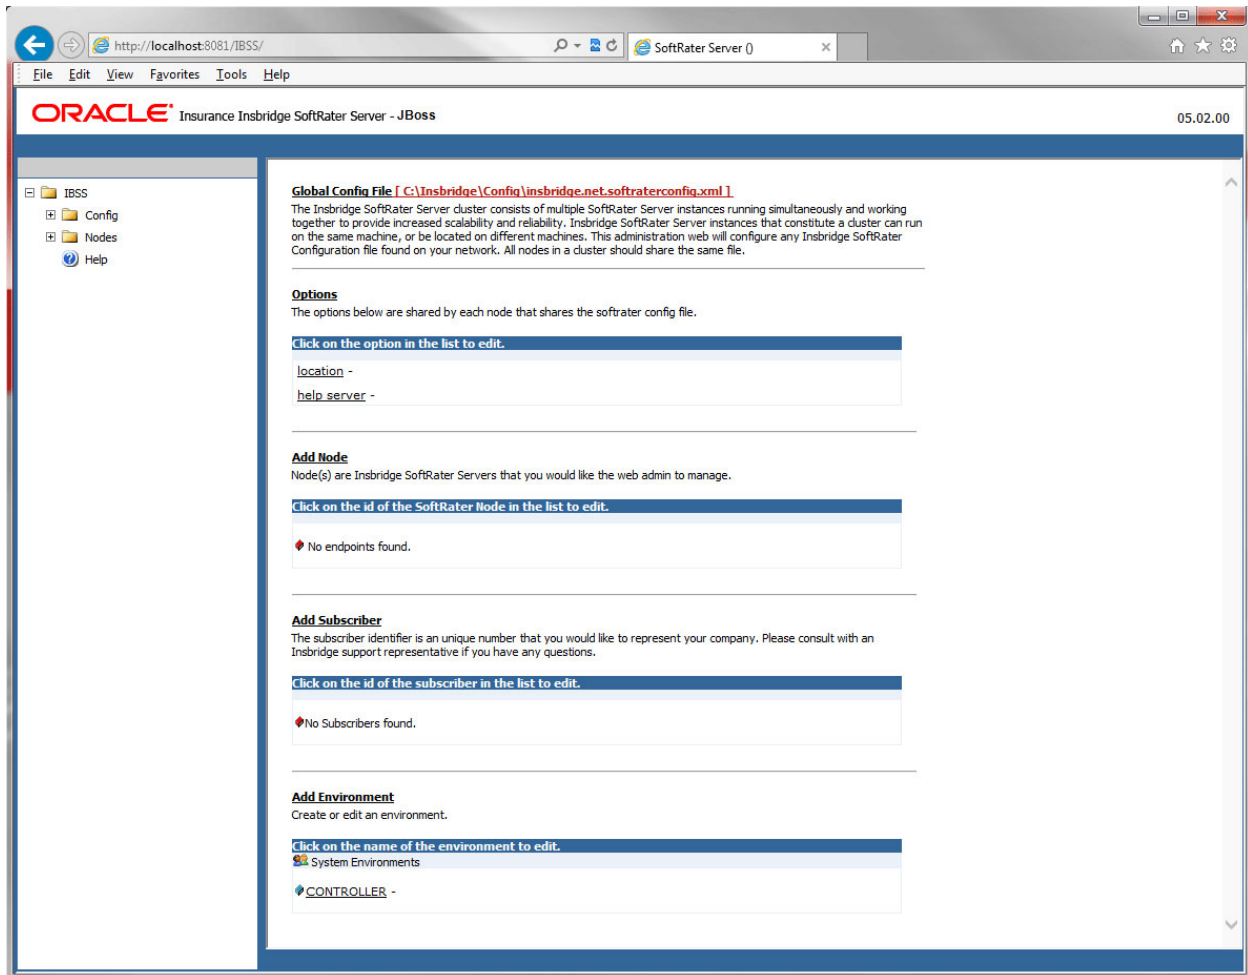 http://localhost:8081/IBSS/
SoftRater Server ()
File Edit View Favorites Tools Help
ORACLE Insurance Insbridge SoftRater Server - JBoss
05.02.00
IBSS
Config
Nodes
Help
Global Config File [ C:\Insbridge\Config\insbridge.net.softraterconfig.xml ]
The Insbridge SoftRater Server cluster consists of multiple SoftRater Server instances running simultaneously and working
together to provide increased scalability and reliability. Insbridge SoftRater Server instances that constitute a cluster can run
on the same machine, or be located on different machines. This administration web will configure any Insbridge SoftRater
Configuration file found on your network. All nodes in a cluster should share the same file.
Options
The options below are shared by each node that shares the softrater config file.
Click on the option in the list to edit.
location -
help server -
Add Node
Node(s) are Insbridge SoftRater Servers that you would like the web admin to manage.
Click on the id of the SoftRater Node in the list to edit.
No endpoints found.
Add Subscriber
The subscriber identifier is an unique number that you would like to represent your company. Please consult with an
Insbridge support representative if you have any questions.
Click on the id of the subscriber in the list to edit.
No Subscribers found.
Add Environment
Create or edit an environment.
Click on the name of the environment to edit.
System Environments
CONTROLLER -